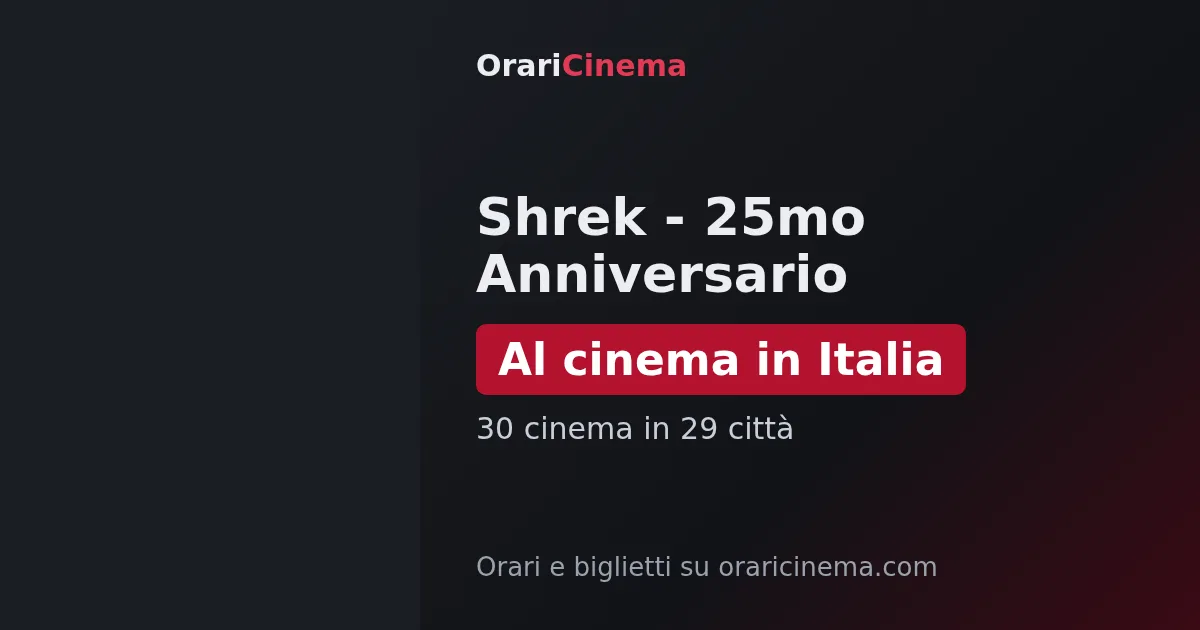 OrariCinema
Shrek - 25mo
Anniversario
Al cinema in Italia
30 cinema in 29 città
Orari e biglietti su oraricinema.com